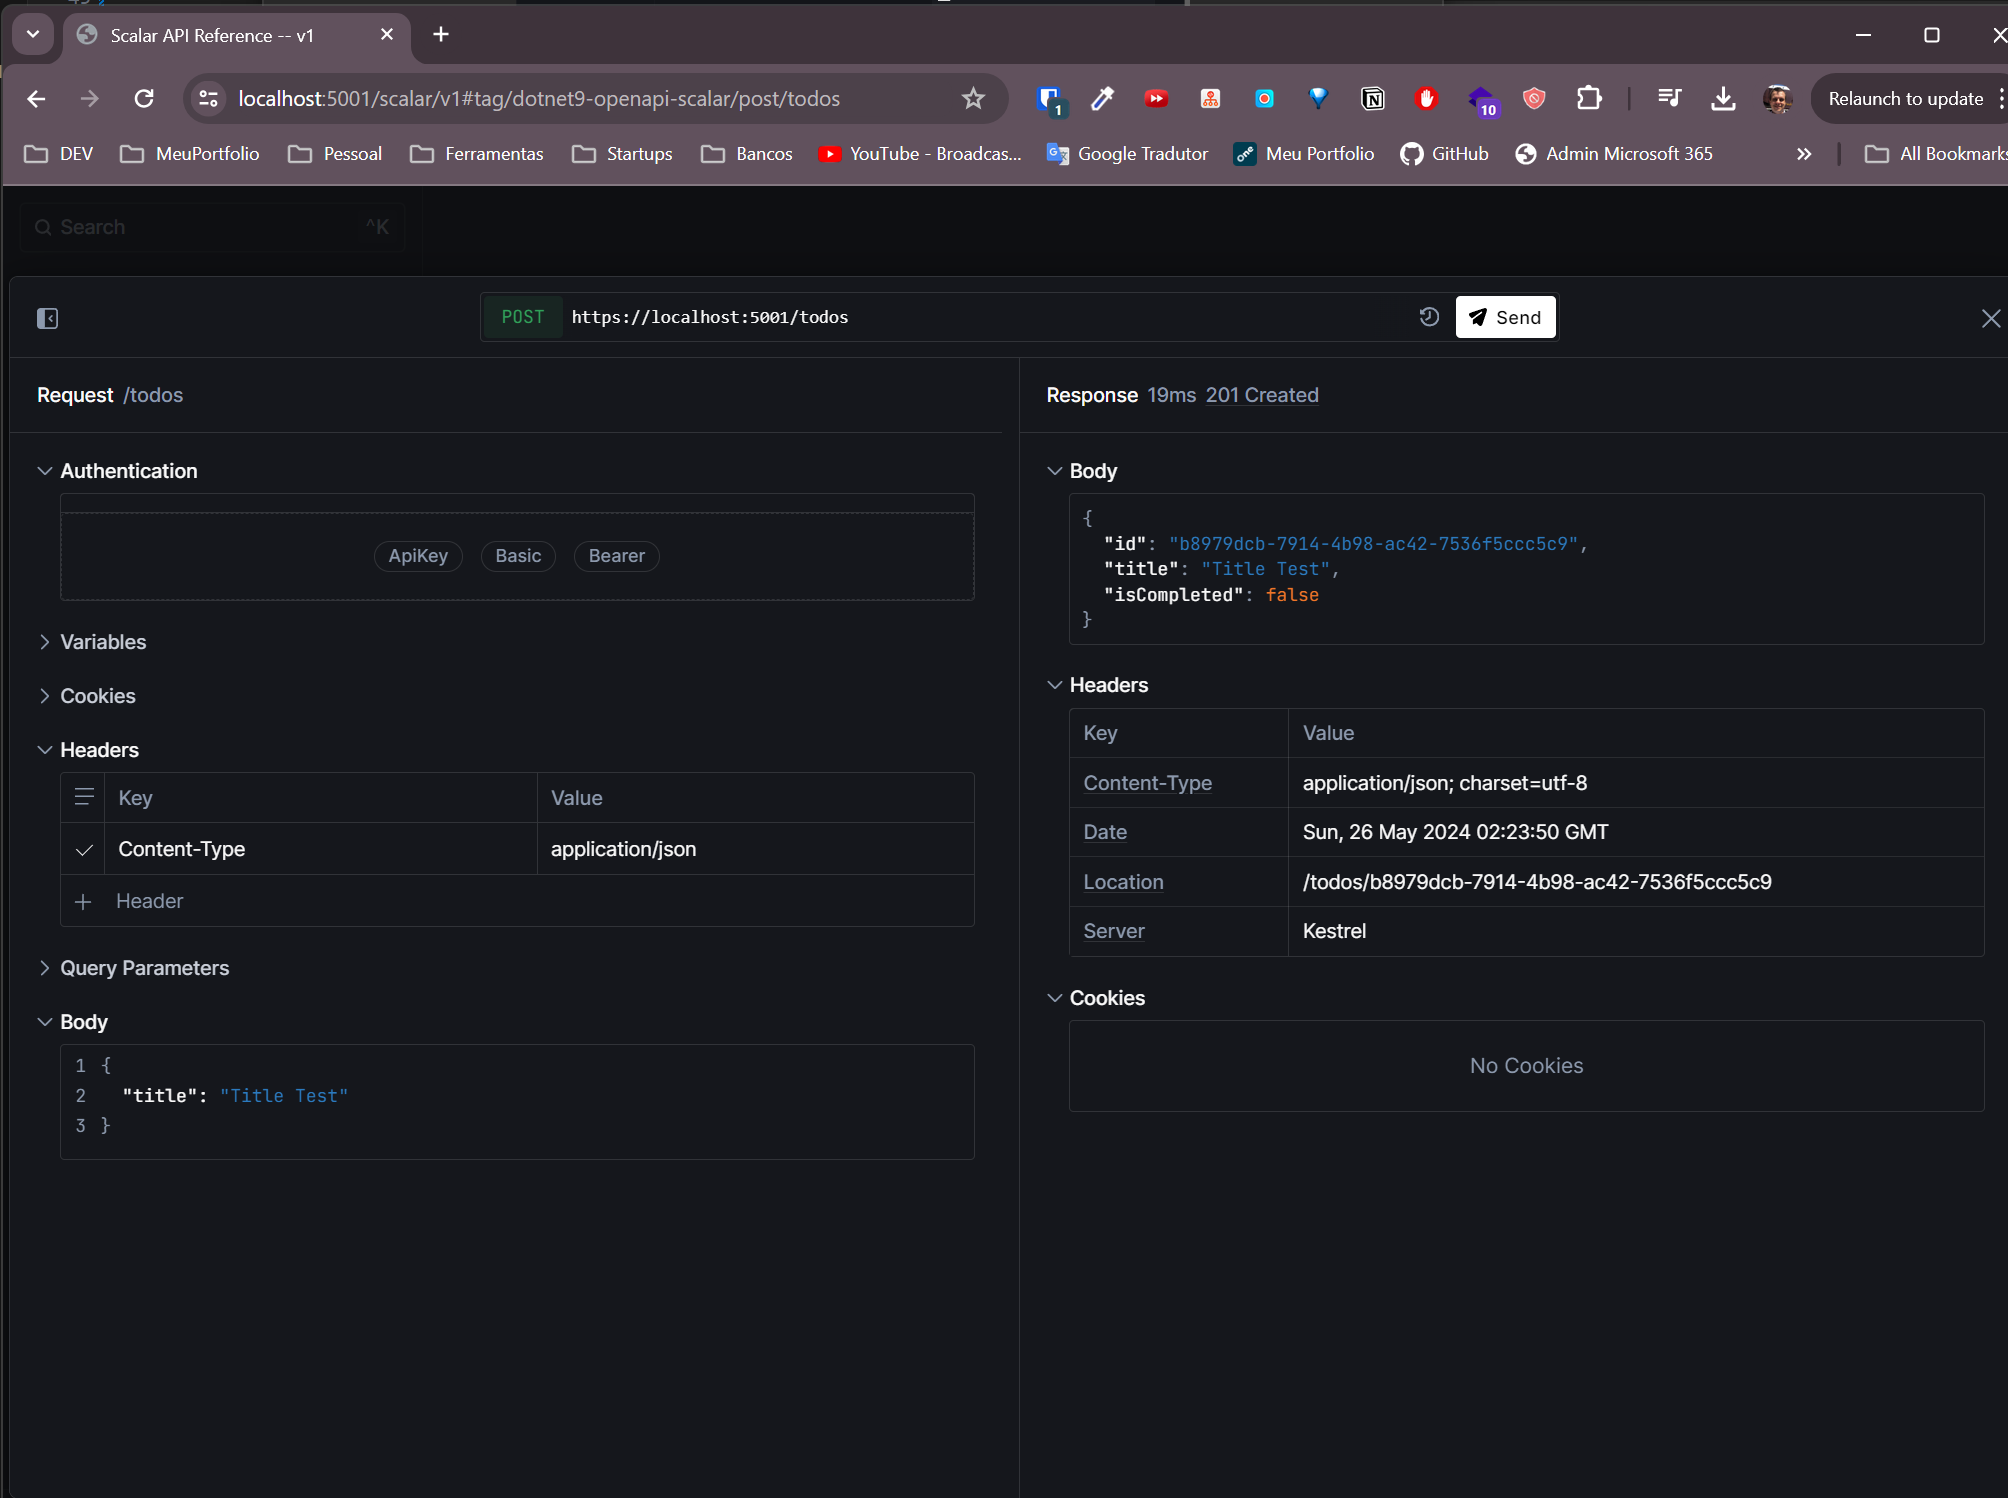 Scalar API Reference -- v1
localhost:5001/scalar/v1#tag/dotnet9-openapi-scalar/post/todos
1
10
Relaunch to update
DEV
MeuPortfolio
Pessoal
Ferramentas
Startups
Bancos
YouTube - Broadcas...
Google Tradutor
one
Meu Portfolio
GitHub
Admin Microsoft 365
All Bookmarks
Search
^K
POST https://localhost:5001/todos
Send
Request /todos
Authentication
ApiKey
Basic
Bearer
Variables
Cookies
Headers
Key Value
Content-Type application/json
Header
Query Parameters
Body
1 {
2 "title": "Title Test"
3 }
Response 19ms 201 Created
Body
{
"id": "b8979dcb-7914-4b98-ac42-7536f5ccc5c9",
"title": "Title Test",
"isCompleted": false
}
Headers
Key Value
Content-Type application/json; charset=utf-8
Date Sun, 26 May 2024 02:23:50 GMT
Location /todos/b8979dcb-7914-4b98-ac42-7536f5ccc5c9
Server Kestrel
Cookies
No Cookies